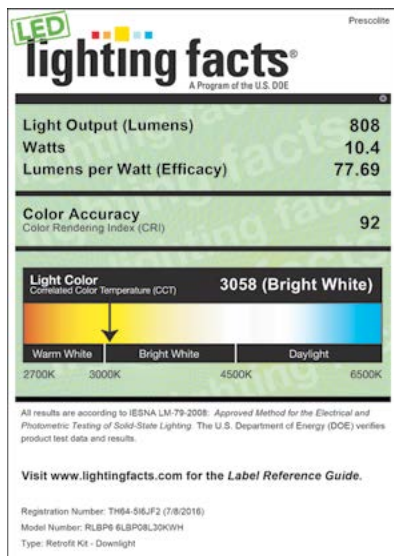 LED
Prescolite
lighting facts®
A Program of the U.S. DOE
Light Output (Lumens) 808
Watts 10.4
Lumens per Watt (Efficacy) 77.69
Color Accuracy
Color Rendering Index (CRI) 92
Light Color
Correlated Color Temperature (CCT) 3058 (Bright White)
Warm White Bright White Daylight
2700K 3000K 4500K 6500K
All results are according to IESNA LM-79-2008: Approved Method for the Electrical and
Photometric Testing of Solid-State Lighting. The U.S. Department of Energy (DOE) verifies
product test data and results.
Visit www.lightingfacts.com for the Label Reference Guide.
Registration Number: TH64-5I6JF2 (7/8/2016)
Model Number: RLBP6 6LBP08L30KWH
Type: Retrofit Kit - Downlight